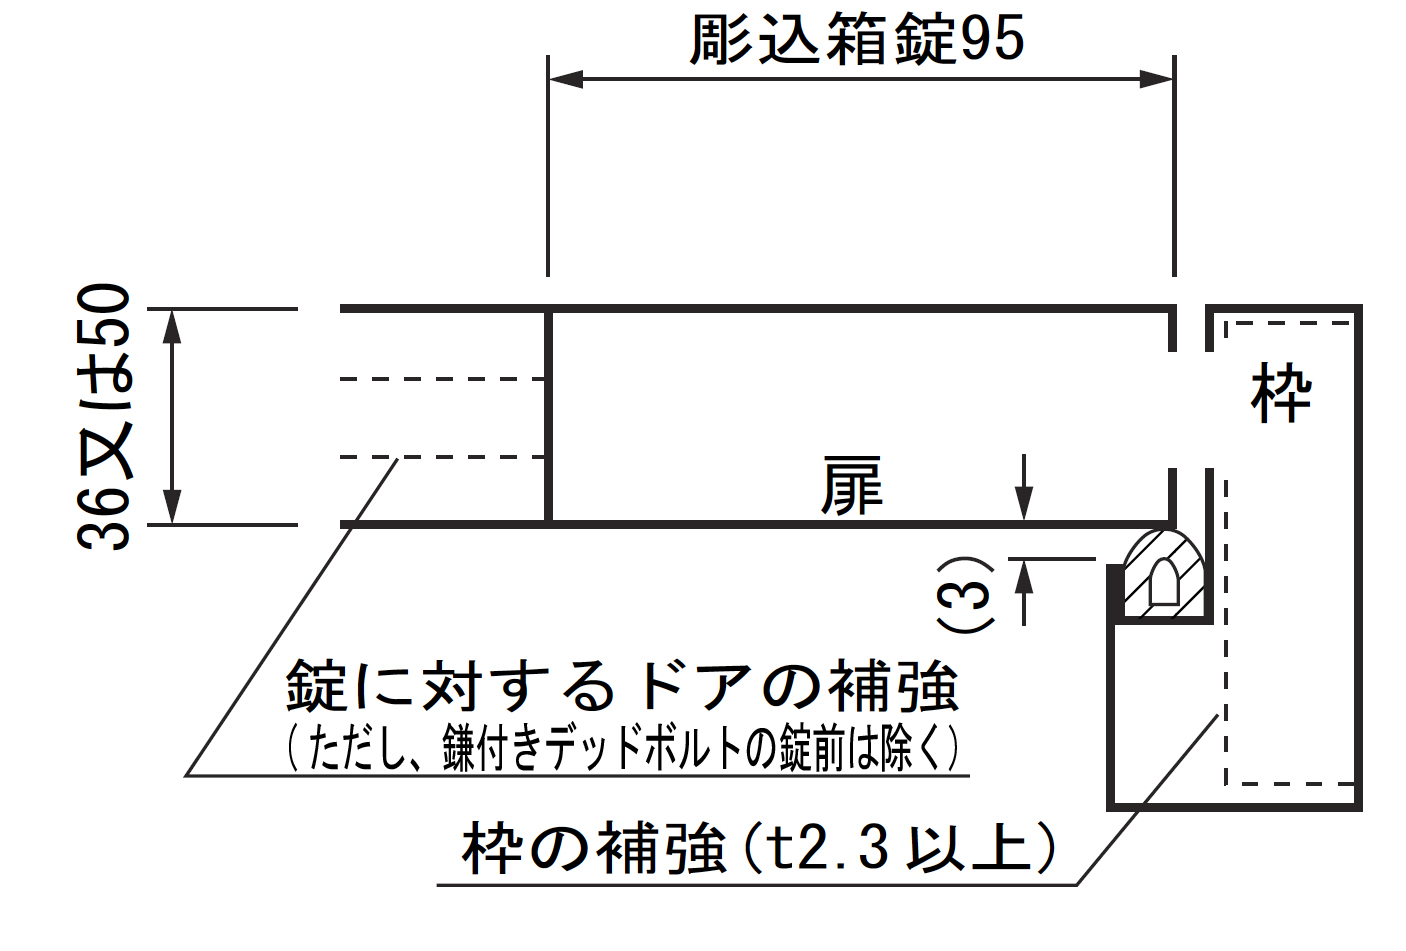 彫込箱錠95
36又は50
枠
扉
(3)
錠に対するドアの補強
(ただし、鎌付きデッドボルトの錠前は除く)
枠の補強(t2.3以上)